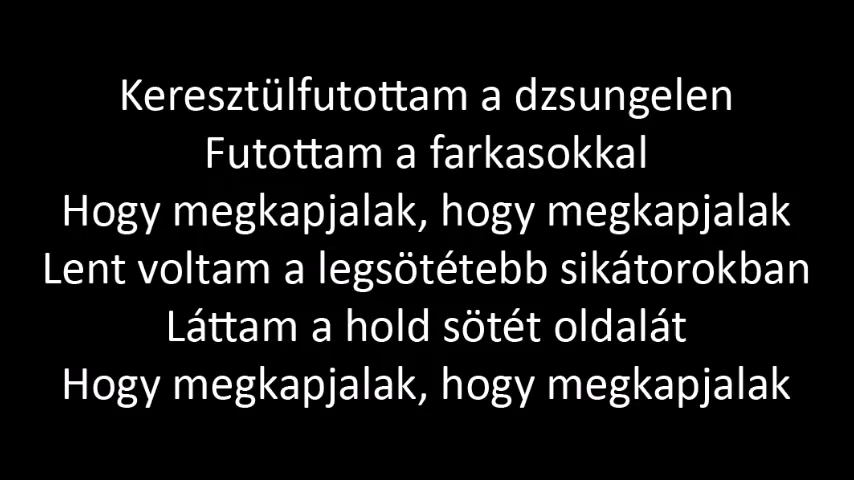 Keresztülfutottam a dzsungelen
Futottam a farkasokkal
Hogy megkapjalak, hogy megkapjalak
Lent voltam a legsötétebb sikátorokban
Láttam a hold sötét oldalát
Hogy megkapjalak, hogy megkapjalak